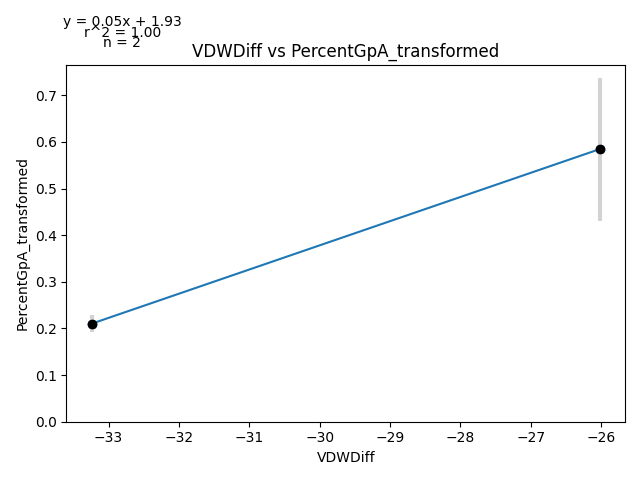 y = 0.05x + 1.93
r^2 = 1.00
n = 2
VDWDiff vs PercentGpA_transformed
PercentGpA_transformed
0.7
0.6
0.5
0.4
0.3
0.2
0.1
0.0
−33 −32 −31 −30 −29 −28 −27 −26
VDWDiff